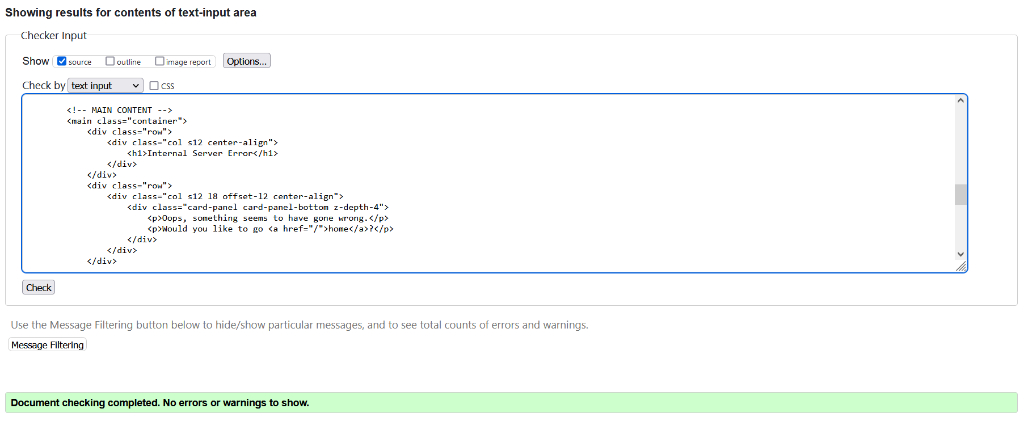 Showing results for contents of text-input area
Checker Input
Show source outline image report Options...
Check by text input CSS
<!-- MAIN CONTENT -->
<main class="container">
<div class="row">
<div class="col s12 center-align">
<h1>Internal Server Error</h1>
</div>
</div>
<div class="row">
<div class="col s12 l8 offset-l2 center-align">
<div class="card-panel card-panel-bottom z-depth-4">
<p>Oops, something seems to have gone wrong.</p>
<p>Would you like to go <a href="/">home</a>?</p>
</div>
</div>
</div>
Check
Use the Message Filtering button below to hide/show particular messages, and to see total counts of errors and warnings.
Message Filtering
Document checking completed. No errors or warnings to show.